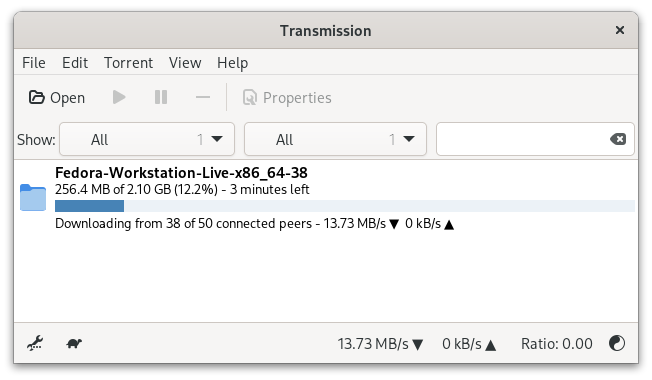 Transmission
File Edit Torrent View Help
Open Properties
Show: All 1 All 1
Fedora-Workstation-Live-x86_64-38
256.4 MB of 2.10 GB (12.2%) - 3 minutes left
Downloading from 38 of 50 connected peers - 13.73 MB/s ▼ 0 kB/s ▲
13.73 MB/s ▼ 0 kB/s ▲ Ratio: 0.00